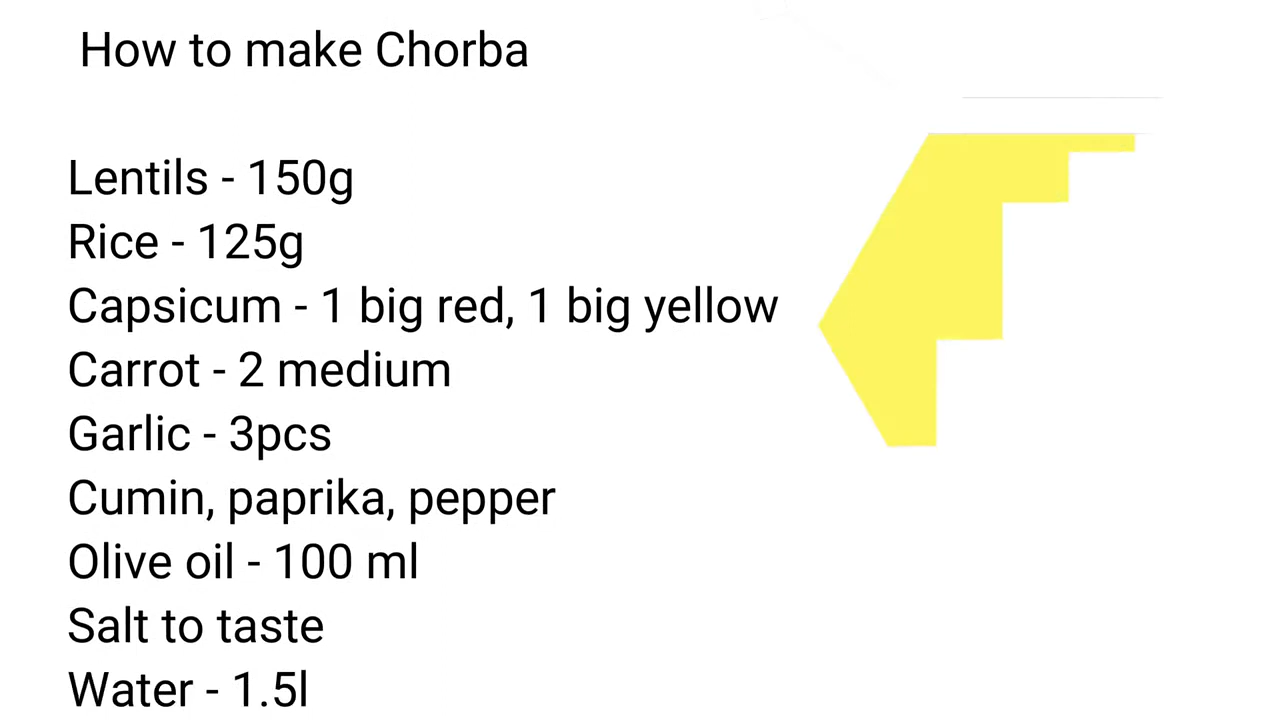 How to make Chorba
Lentils - 150g
Rice - 125g
Capsicum - 1 big red, 1 big yellow
Carrot - 2 medium
Garlic - 3pcs
Cumin, paprika, pepper
Olive oil - 100 ml
Salt to taste
Water - 1.5l